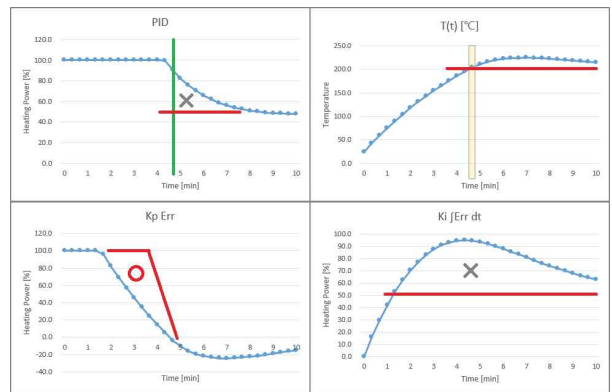 PID
120.0
100.0
80.0
60.0
40.0
20.0
0.0
Heating Power [%]
0 1 2 3 4 5 6 7 8 9 10
Time [min]
T(t) [℃]
250.0
200.0
150.0
1000.0
50.0
0.0
Temperature
0 1 2 3 4 5 6 7 8 9 10
Time [min]
Kp Err
120.0
100.0
80.0
60.0
40.0
20.0
0.0
-20.0
-40.0
Heating Power [%]
0 1 2 3 4 5 6 7 8 9 10
Time [min]
Ki ∫Err dt
100.0
90.0
80.0
70.0
60.0
50.0
40.0
30.0
20.0
10.0
0.0
Heating Power [%]
0 1 2 3 4 5 6 7 8 9 10
Time [min]